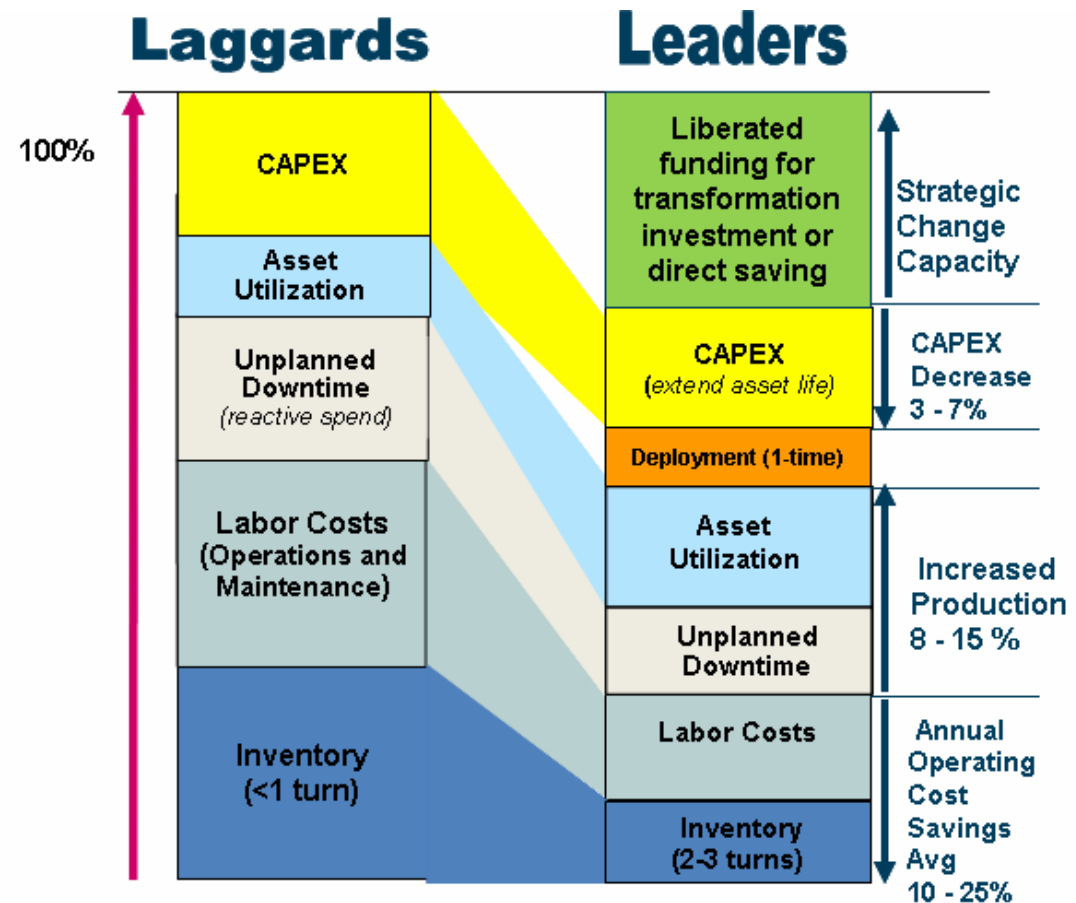 Laggards
Leaders
100%
CAPEX
Asset
Utilization
Unplanned
Downtime
(reactive spend)
Labor Costs
(Operations and
Maintenance)
Inventory
(<1 turn)
Liberated
funding for
transformation
investment or
direct saving
CAPEX
(extend asset life)
Deployment (1-time)
Asset
Utilization
Unplanned
Downtime
Labor Costs
Inventory
(2-3 turns)
Strategic
Change
Capacity
CAPEX
Decrease
3 - 7%
Increased
Production
8 - 15 %
Annual
Operating
Cost
Savings
Avg
10 - 25%